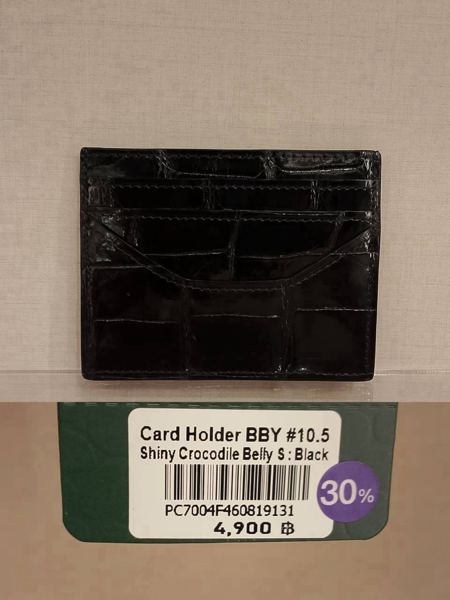 Card Holder BBY #10.5
Shiny Crocodile Belly S : Black
30%
PC7004F460819131
4,900 ฿